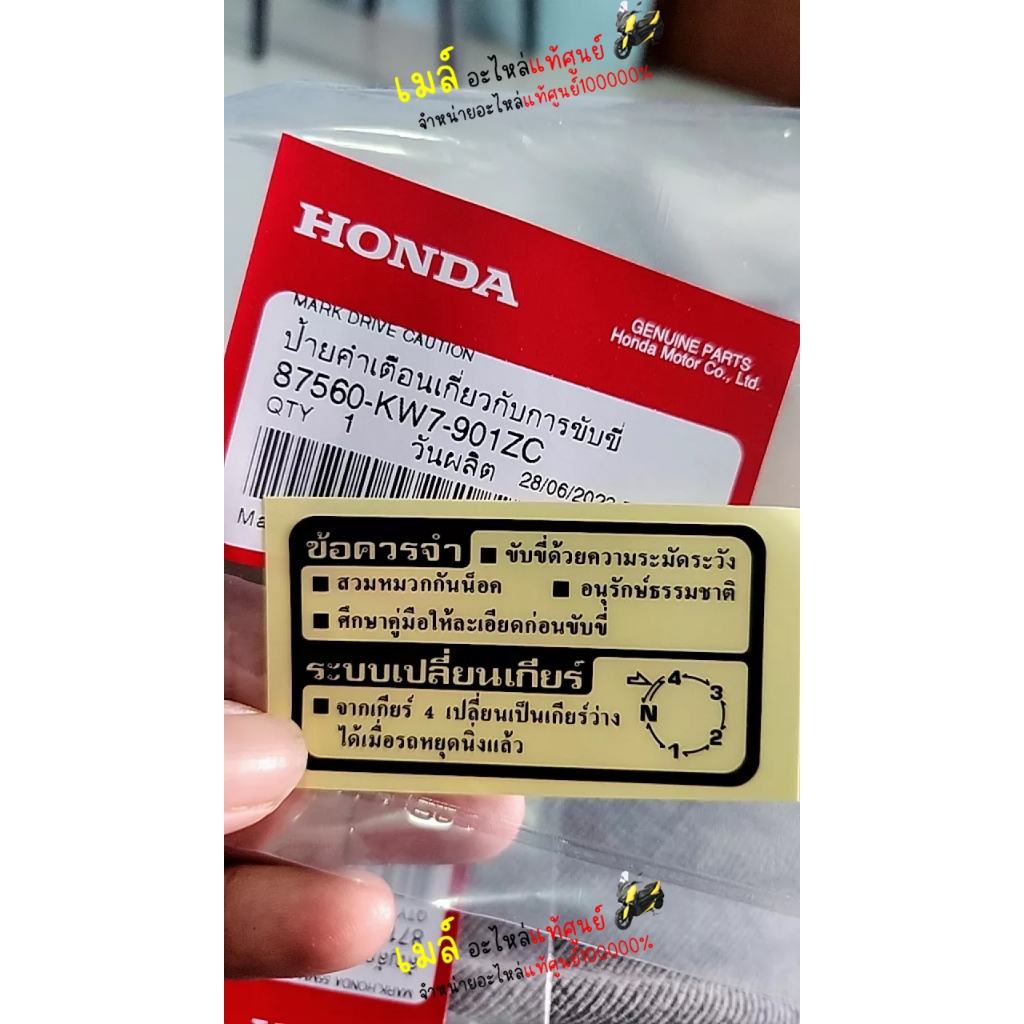 เมล์ อะไหล่แท้ศูนย์
จำหน่ายอะไหล่แท้ศูนย์100000%
HONDA
GENUINE PARTS
Honda Motor Co., Ltd.
MARK DRIVE CAUTION
ป้ายคำเตือนเกี่ยวกับการขับขี่
87560-KW7-901ZC
QTY 1
วันผลิต 28/06/202
Ma
ข้อควรจำ
■ ขับขี่ด้วยความระมัดระวัง
■ สวมหมวกกันน็อค ■ อนุรักษ์ธรรมชาติ
■ ศึกษาคู่มือให้ละเอียดก่อนขับขี่
ระบบเปลี่ยนเกียร์
■ จากเกียร์ 4 เปลี่ยนเป็นเกียร์ว่าง
ได้เมื่อรถหยุดนิ่งแล้ว
4
3
N
2
1
QTY
871
เมล์ อะไหล่แท้ศูนย์
จำหน่ายอะไหล่แท้ศูนย์100000%
MARK,HONDA
HON